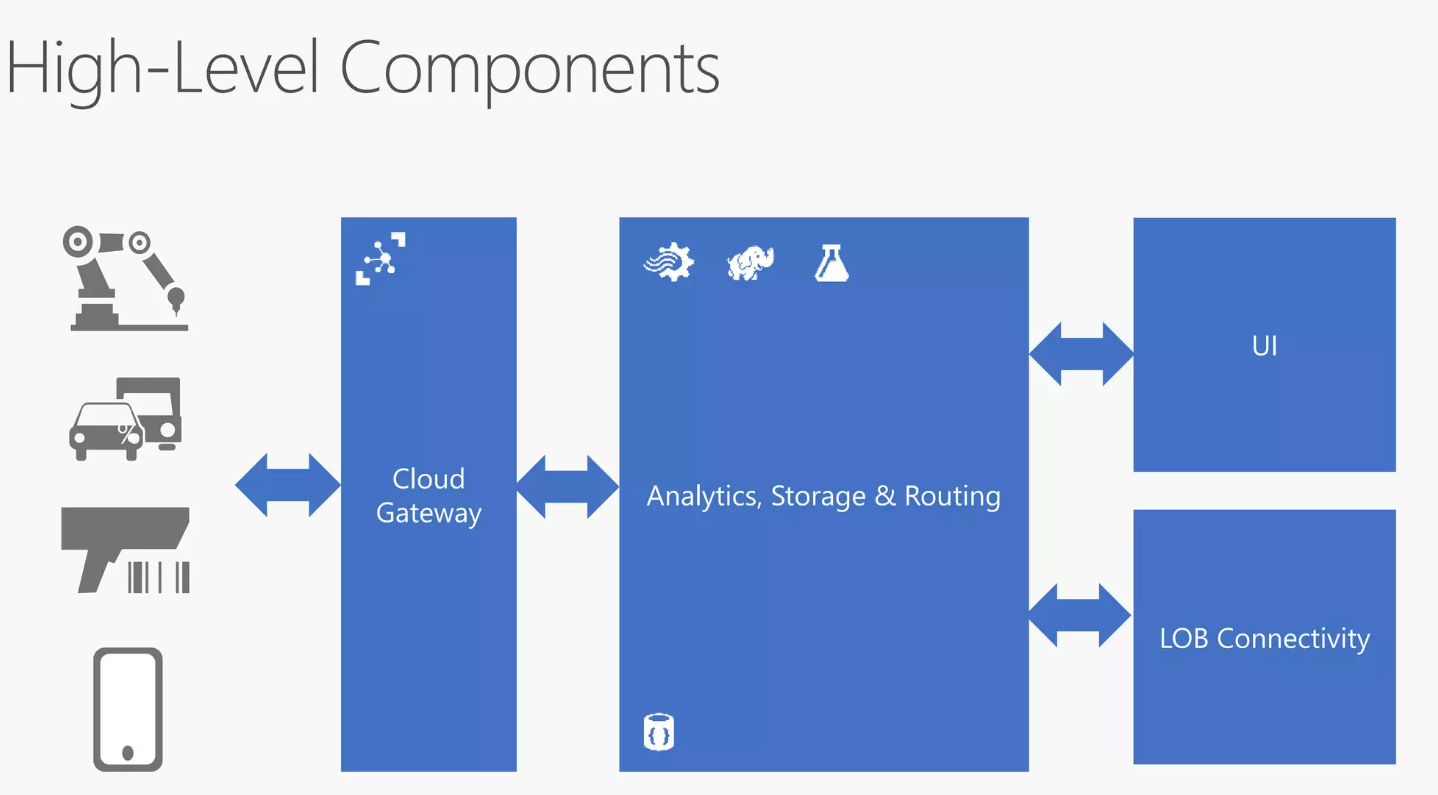 High-Level Components
Cloud
Gateway
Analytics, Storage & Routing
UI
LOB Connectivity
%
{ }